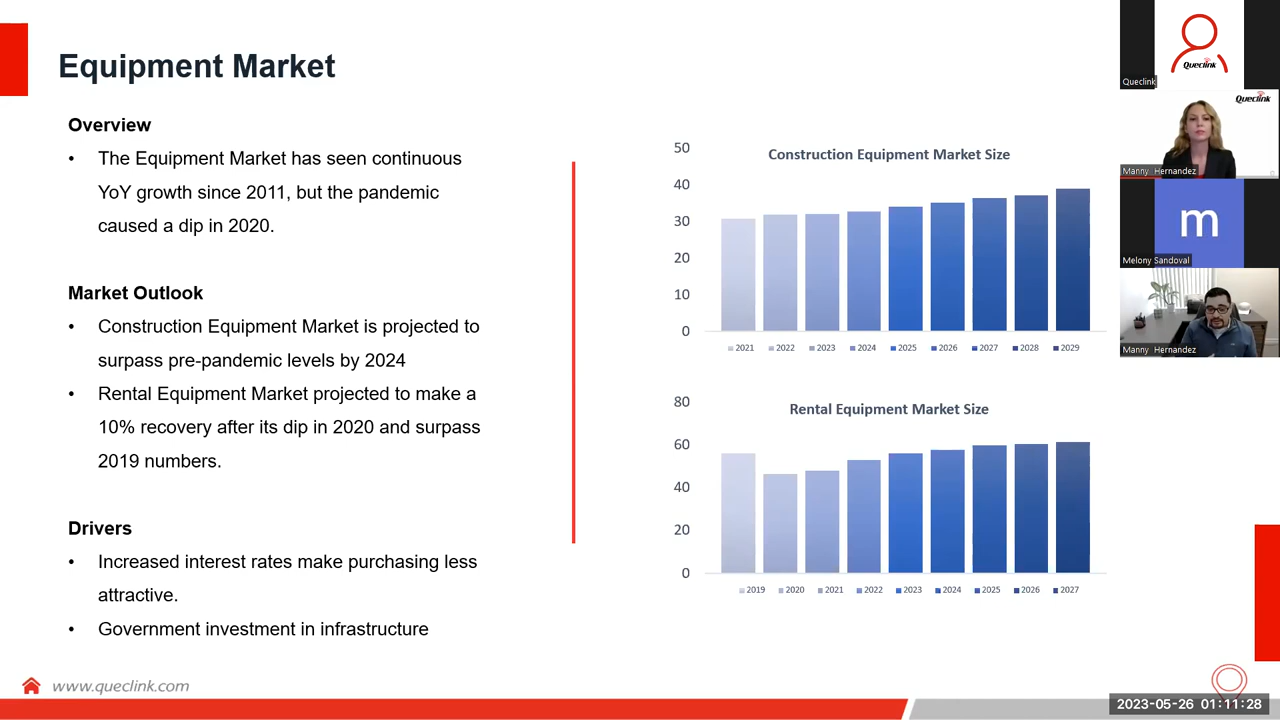 Equipment Market
Overview
• The Equipment Market has seen continuous
YoY growth since 2011, but the pandemic
caused a dip in 2020.
Market Outlook
• Construction Equipment Market is projected to
surpass pre-pandemic levels by 2024
• Rental Equipment Market projected to make a
10% recovery after its dip in 2020 and surpass
2019 numbers.
Drivers
• Increased interest rates make purchasing less
attractive.
• Government investment in infrastructure
Construction Equipment Market Size
50
40
30
20
10
0
2021 2022 2023 2024 2025 2026 2027 2028 2029
Rental Equipment Market Size
80
60
40
20
0
2019 2020 2021 2022 2023 2024 2025 2026 2027
Queclink
Queclink
Queclink
Manny Hernandez
m
Melony Sandoval
Manny Hernandez
www.queclink.com
2023-05-26 01:11:28